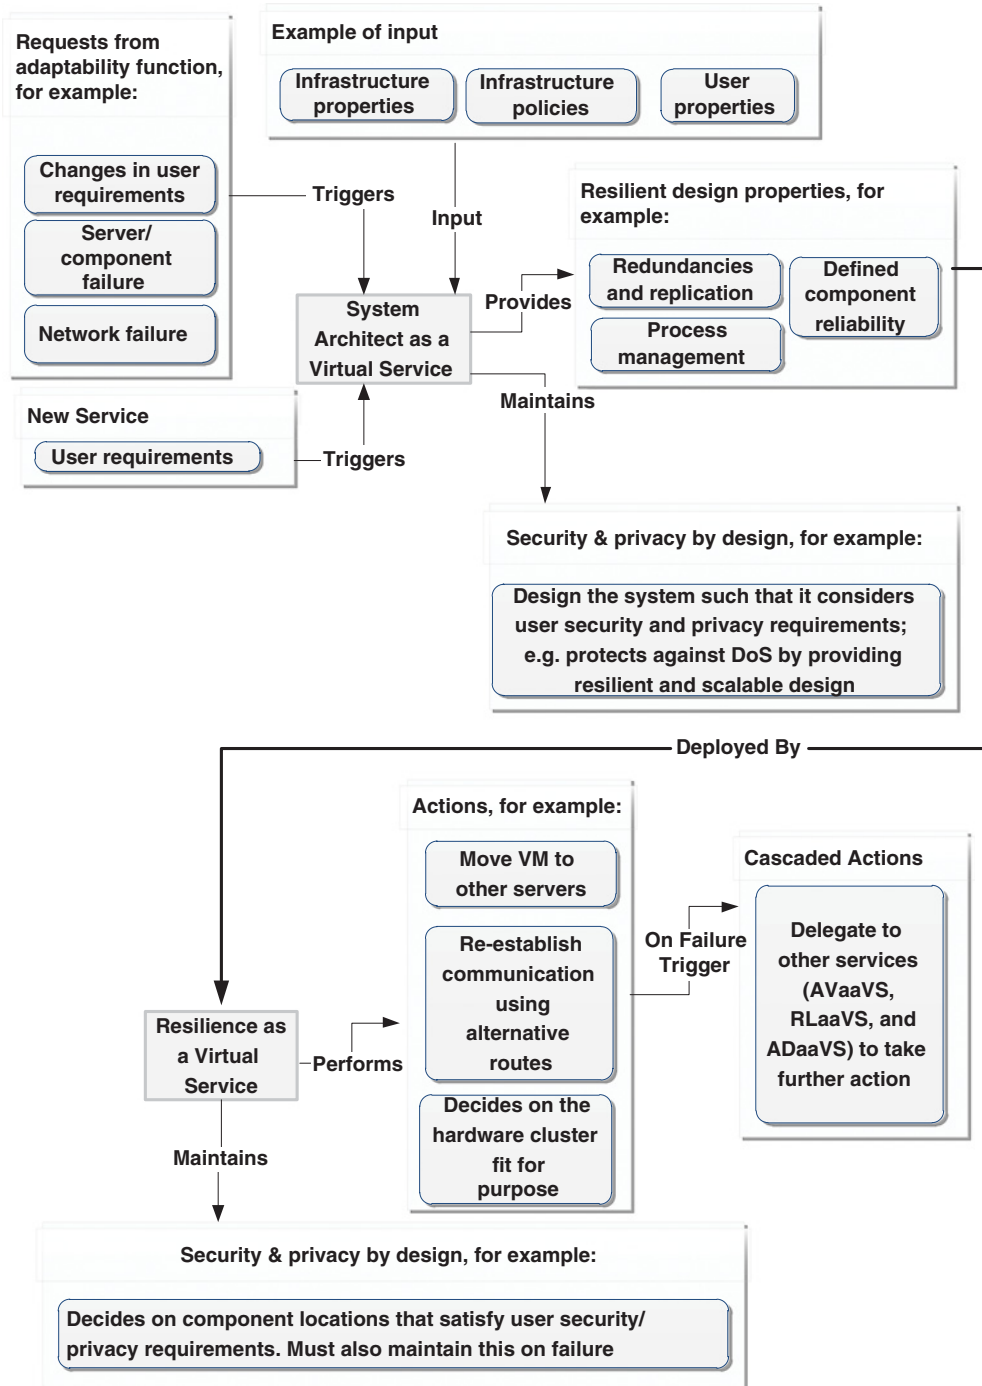 Requests from
adaptability function,
for example:
Changes in user
requirements
Server/
component
failure
Network failure
Example of input
Infrastructure
properties
Infrastructure
policies
User
properties
Triggers
Input
Resilient design properties, for
example:
Redundancies
and replication
Defined
component
reliability
Process
management
Provides
System
Architect as a
Virtual Service
Maintains
New Service
User requirements
Triggers
Security & privacy by design, for example:
Design the system such that it considers
user security and privacy requirements;
e.g. protects against DoS by providing
resilient and scalable design
Deployed By
Actions, for example:
Move VM to
other servers
Re-establish
communication
using
alternative
routes
Decides on the
hardware cluster
fit for
purpose
On Failure
Trigger
Cascaded Actions
Delegate to
other services
(AVaaVS,
RLaaVS, and
ADaaVS) to take
further action
Resilience as
a Virtual
Service
Performs
Maintains
Security & privacy by design, for example:
Decides on component locations that satisfy user security/
privacy requirements. Must also maintain this on failure